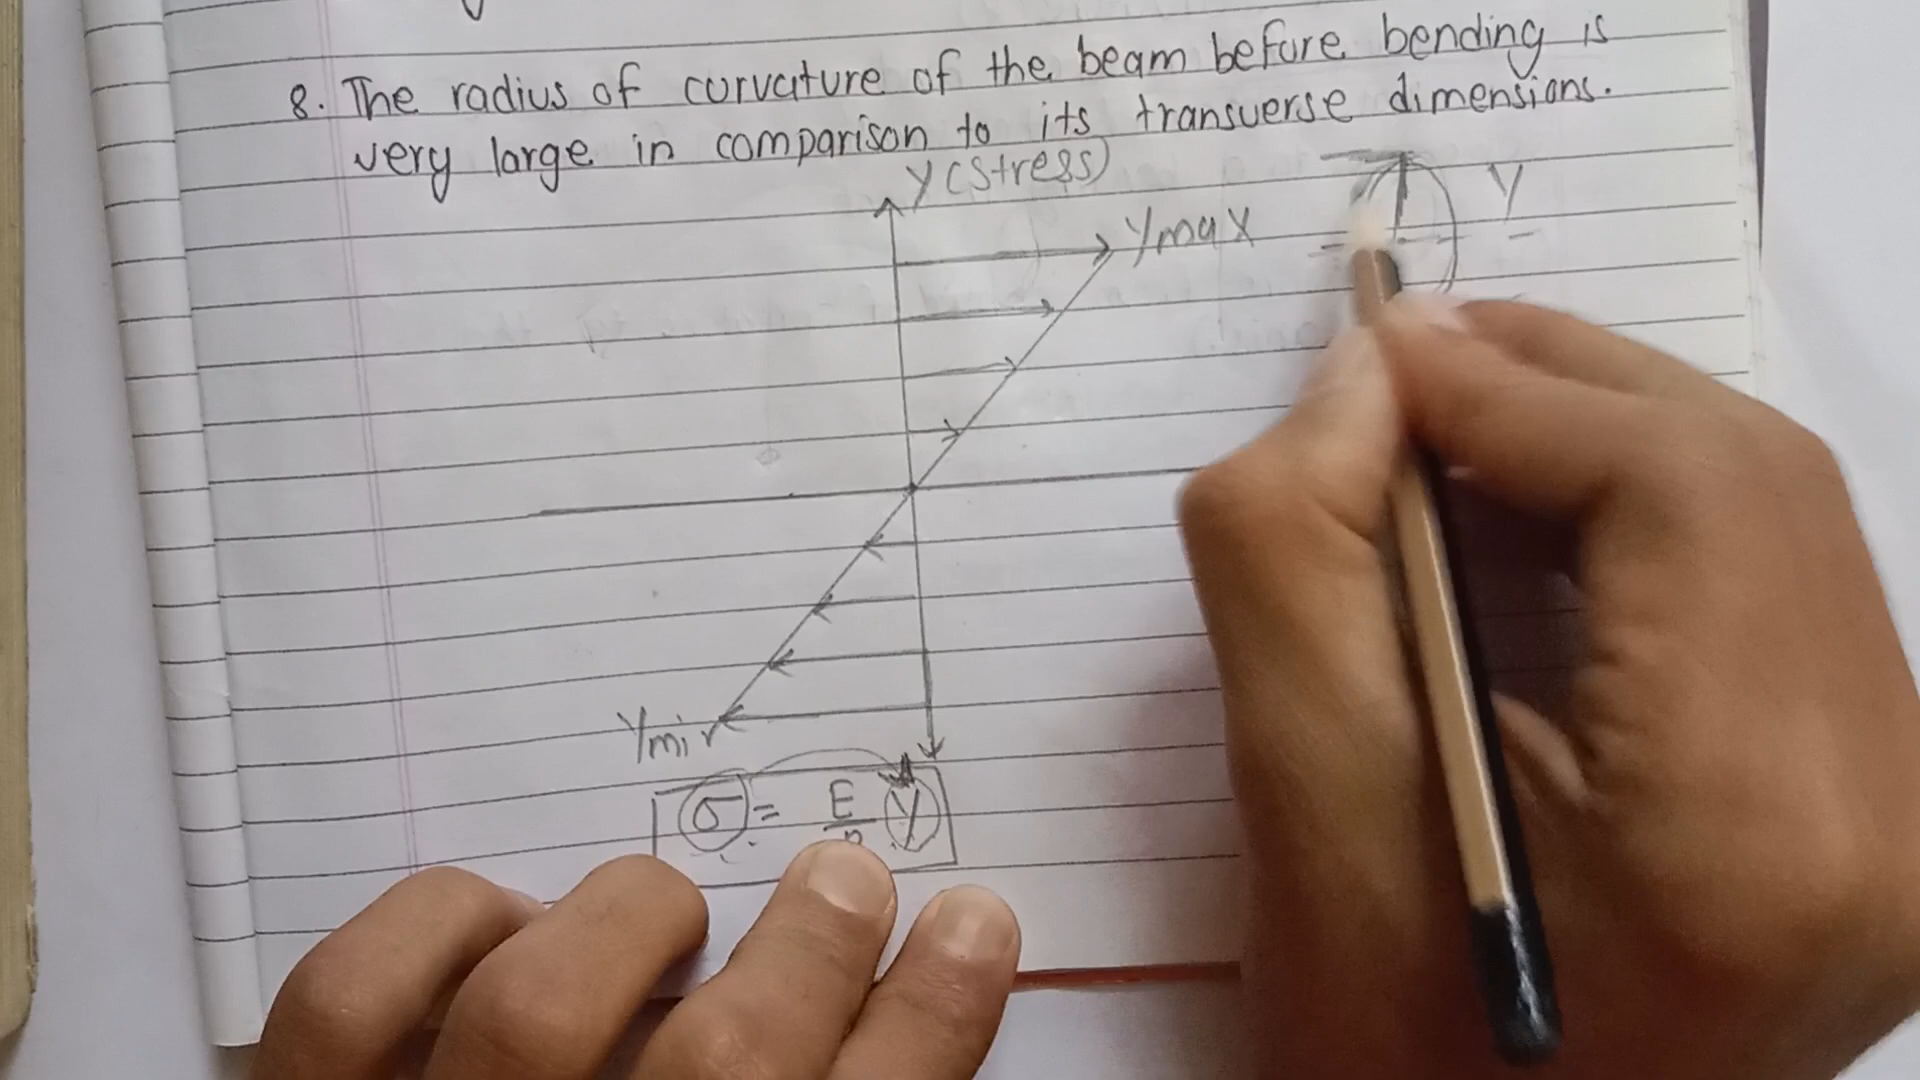 8. The radius of curvature of the beam before bending is
very large in comparison to its transverse dimensions.
Y(stress)
Ymax
Y
Ymin
σ = E/R y